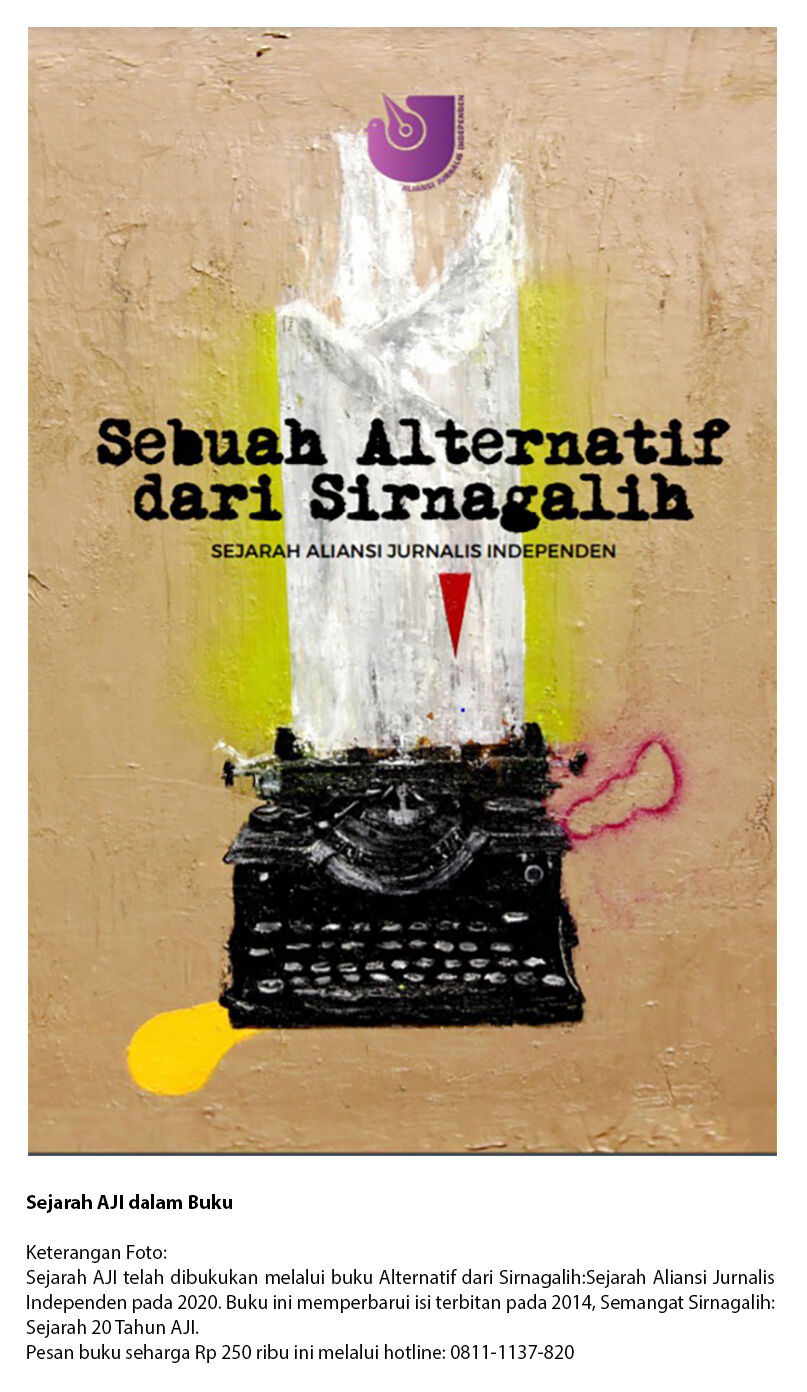 ALIANSI JURNALIS INDEPENDEN
Sebuah Alternatif
dari Sirnagalih
SEJARAH ALIANSI JURNALIS INDEPENDEN
Sejarah AJI dalam Buku
Keterangan Foto:
Sejarah AJI telah dibukukan melalui buku Alternatif dari Sirnagalih:Sejarah Aliansi Jurnalis
Independen pada 2020. Buku ini memperbarui isi terbitan pada 2014, Semangat Sirnagalih:
Sejarah 20 Tahun AJI.
Pesan buku seharga Rp 250 ribu ini melalui hotline: 0811-1137-820